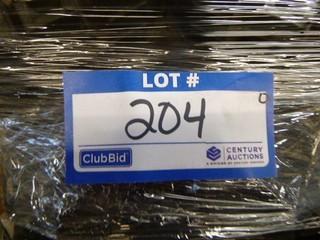 LOT #
204
ClubBid
CENTURY
AUCTIONS